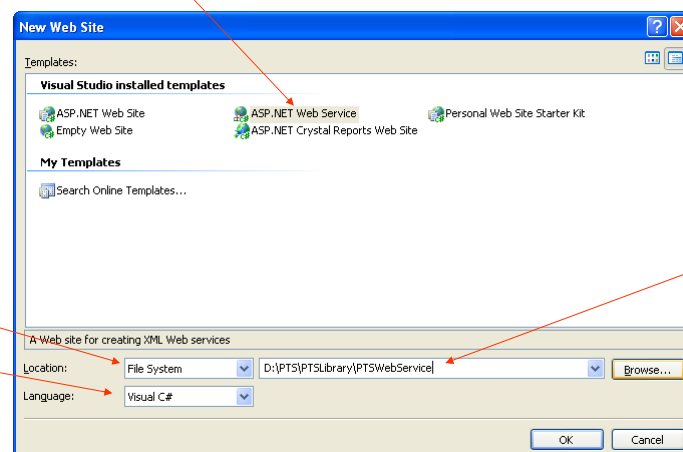 New Web Site
Templates:
Visual Studio installed templates
ASP.NET Web Site
ASP.NET Web Service
Personal Web Site Starter Kit
Empty Web Site
ASP.NET Crystal Reports Web Site
My Templates
Search Online Templates...
A Web site for creating XML Web services
Location:
File System
D:\PTS\PTSLibrary\PTSWebService
Browse...
Language:
Visual C#
OK
Cancel